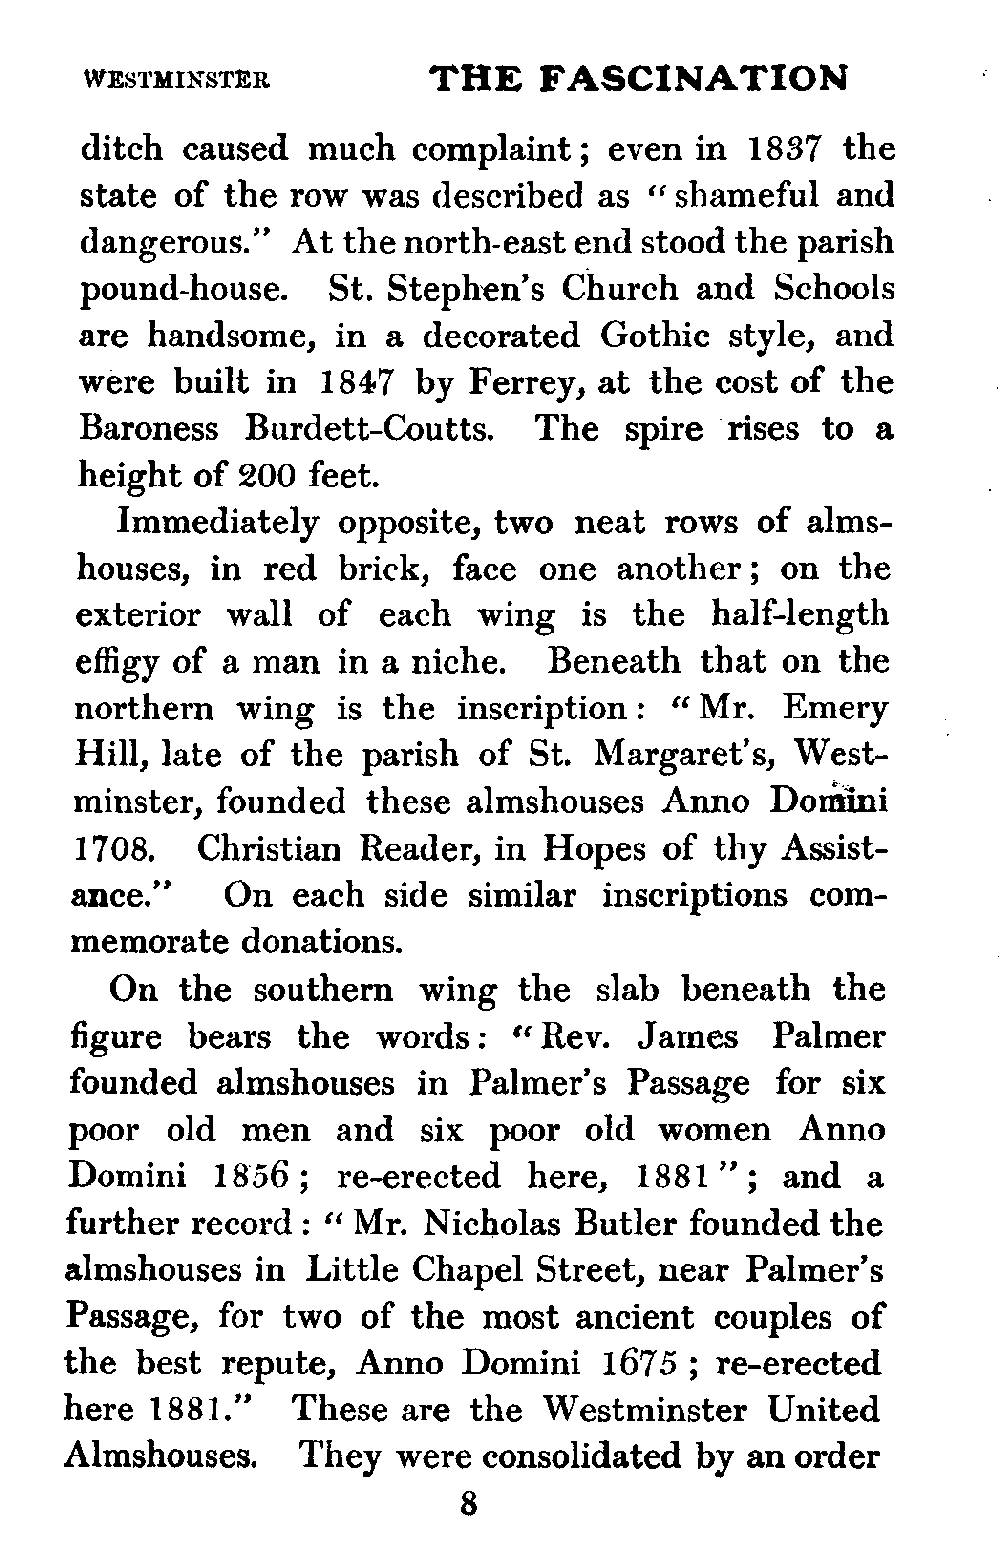 WESTMINSTER THE FASCINATION
ditch caused much complaint; even in 1837 the
state of the row was described as "shameful and
dangerous." At the north-east end stood the parish
pound-house. St. Stephen's Church and Schools
are handsome, in a decorated Gothic style, and
were built in 1847 by Ferrey, at the cost of the
Baroness Burdett-Coutts. The spire rises to a
height of 200 feet.
Immediately opposite, two neat rows of alms-
houses, in red brick, face one another; on the
exterior wall of each wing is the half-length
effigy of a man in a niche. Beneath that on the
northern wing is the inscription: "Mr. Emery
Hill, late of the parish of St. Margaret's, West-
minster, founded these almshouses Anno Domini
1708. Christian Reader, in Hopes of thy Assist-
ance." On each side similar inscriptions com-
memorate donations.
On the southern wing the slab beneath the
figure bears the words: "Rev. James Palmer
founded almshouses in Palmer's Passage for six
poor old men and six poor old women Anno
Domini 1856; re-erected here, 1881"; and a
further record: "Mr. Nicholas Butler founded the
almshouses in Little Chapel Street, near Palmer's
Passage, for two of the most ancient couples of
the best repute, Anno Domini 1675; re-erected
here 1881." These are the Westminster United
Almshouses. They were consolidated by an order
8